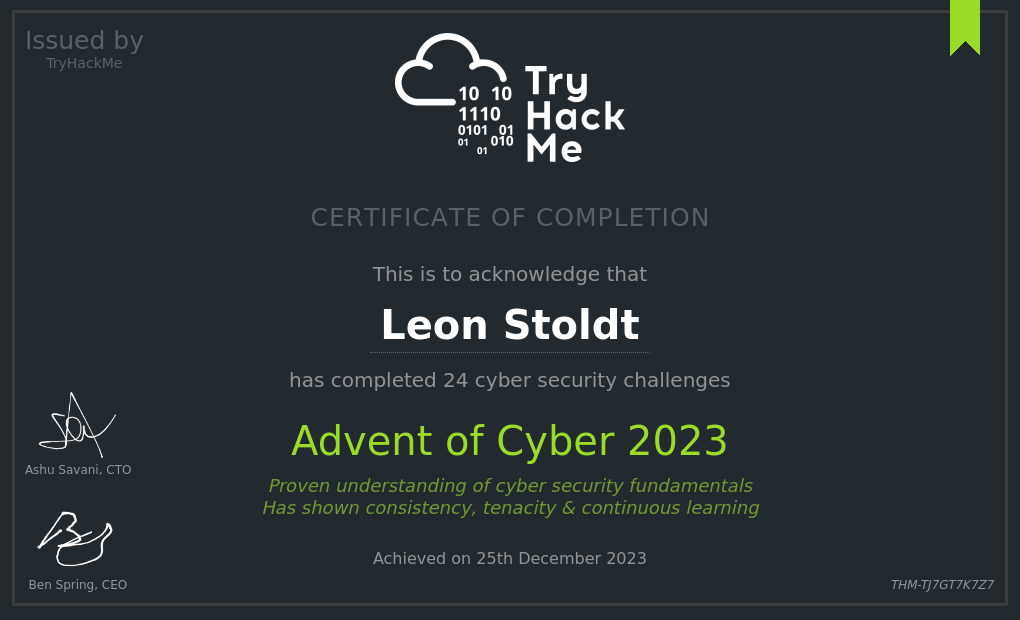 Issued by
TryHackMe
10 10
1110
0101 01
01 010
01
Try
Hack
Me
CERTIFICATE OF COMPLETION
This is to acknowledge that
Leon Stoldt
has completed 24 cyber security challenges
Advent of Cyber 2023
Proven understanding of cyber security fundamentals
Has shown consistency, tenacity & continuous learning
Achieved on 25th December 2023
Ashu Savani, CTO
Ben Spring, CEO
THM-TJ7GT7K7Z7